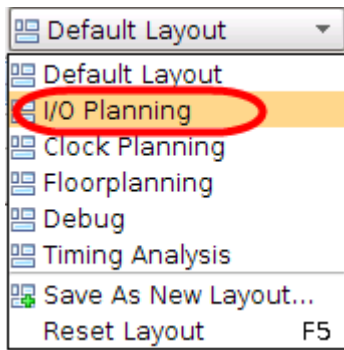 Default Layout
Default Layout
I/O Planning
Clock Planning
Floorplanning
Debug
Timing Analysis
Save As New Layout...
Reset Layout F5